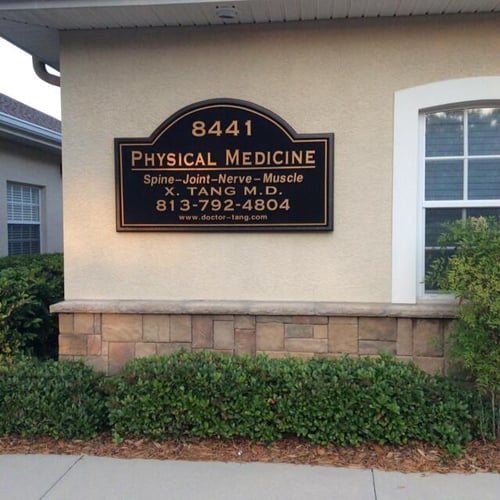 8441
PHYSICAL MEDICINE
Spine-Joint-Nerve-Muscle
X. TANG M.D.
813-792-4804
www.doctor-tang.com